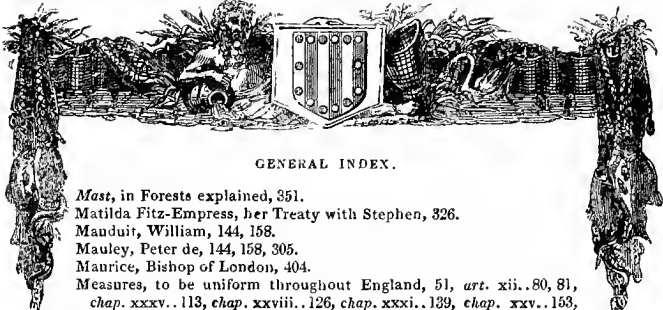 GENERAL INDEX.
Mast, in Forests explained, 351.
Matilda Fitz-Empress, her Treaty with Stephen, 326.
Mauduit, William, 144, 158.
Mauley, Peter de, 144, 158, 305.
Maurice, Bishop of London, 404.
Measures, to be uniform throughout England, 51, art. xii..80, 81,
chap. xxxv..113, chap. xxviii..126, chap. xxxi..139, chap. xxv..153,